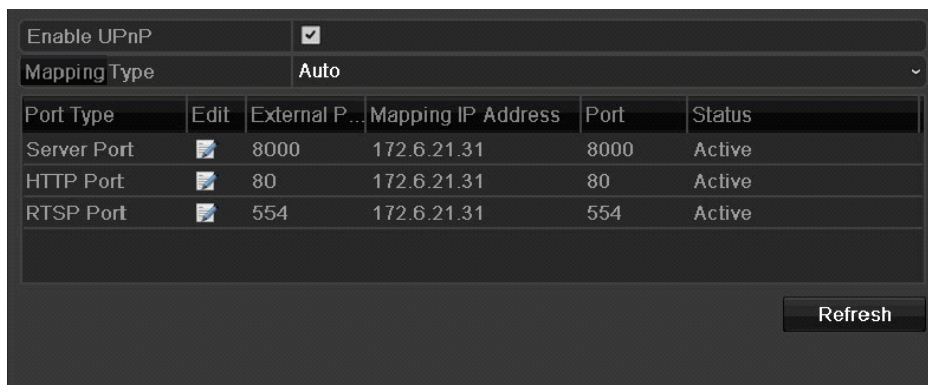 Enable UPnP
Mapping Type Auto
Port Type Edit External P... Mapping IP Address Port Status
Server Port 8000 172.6.21.31 8000 Active
HTTP Port 80 172.6.21.31 80 Active
RTSP Port 554 172.6.21.31 554 Active
Refresh